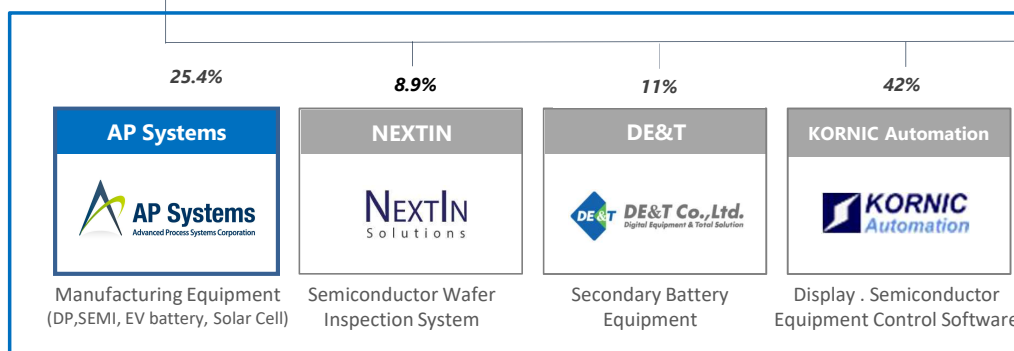 25.4%
8.9%
11%
42%
AP Systems
NEXTIN
DE&T
KORNIC Automation
AP Systems
Advanced Process Systems Corporation
NEXTIN
Solutions
DE&T
DE&T Co.,Ltd.
Digital Equipment & Total Solution
KORNIC
Automation
Manufacturing Equipment
(DP,SEMI, EV battery, Solar Cell)
Semiconductor Wafer
Inspection System
Secondary Battery
Equipment
Display . Semiconductor
Equipment Control Software